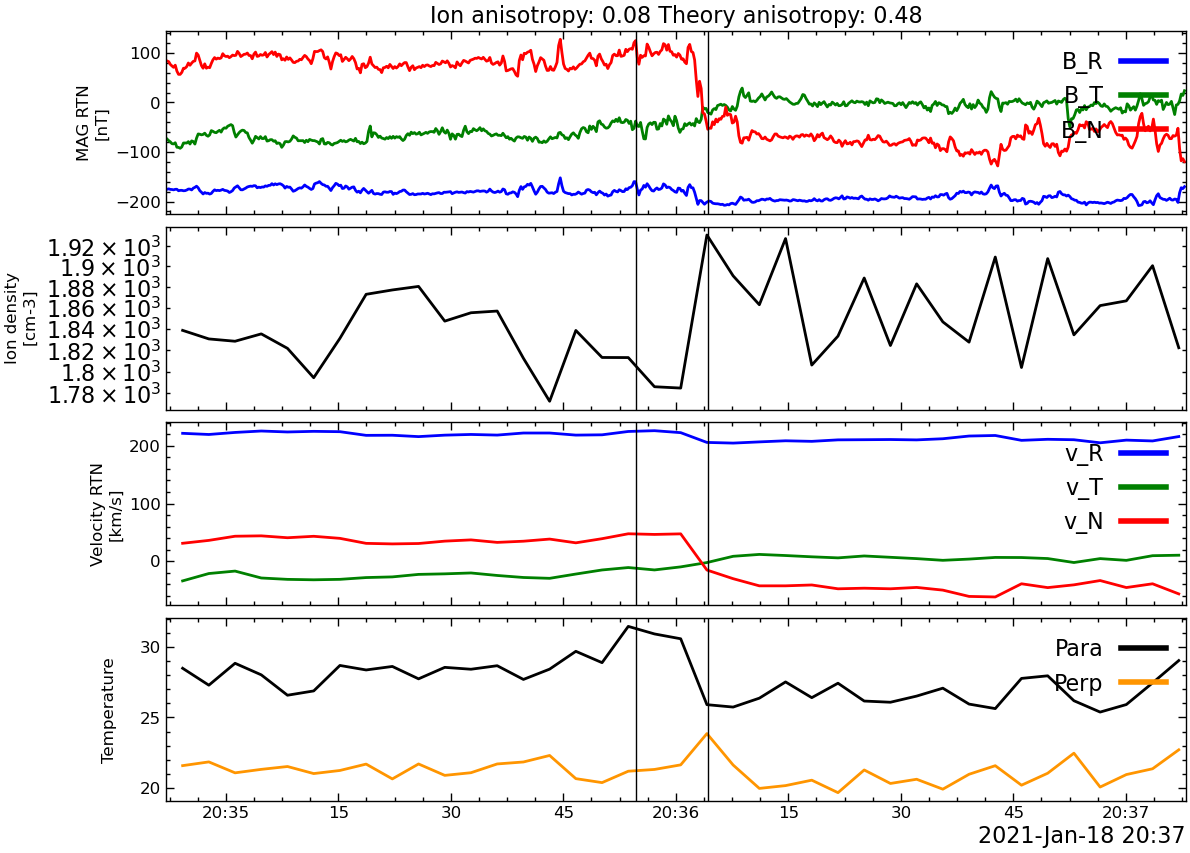 Ion anisotropy: 0.08 Theory anisotropy: 0.48
MAG RTN
[nT]
100
0
−100
−200
B_R
B_T
B_N
Ion density
[cm-3]
1.92 × 10³
1.9 × 10³
1.88 × 10³
1.86 × 10³
1.84 × 10³
1.82 × 10³
1.8 × 10³
1.78 × 10³
Velocity RTN
[km/s]
200
100
0
v_R
v_T
v_N
Temperature
30
25
20
Para
Perp
20:35 15 30 45 20:36 15 30 45 20:37
2021-Jan-18 20:37